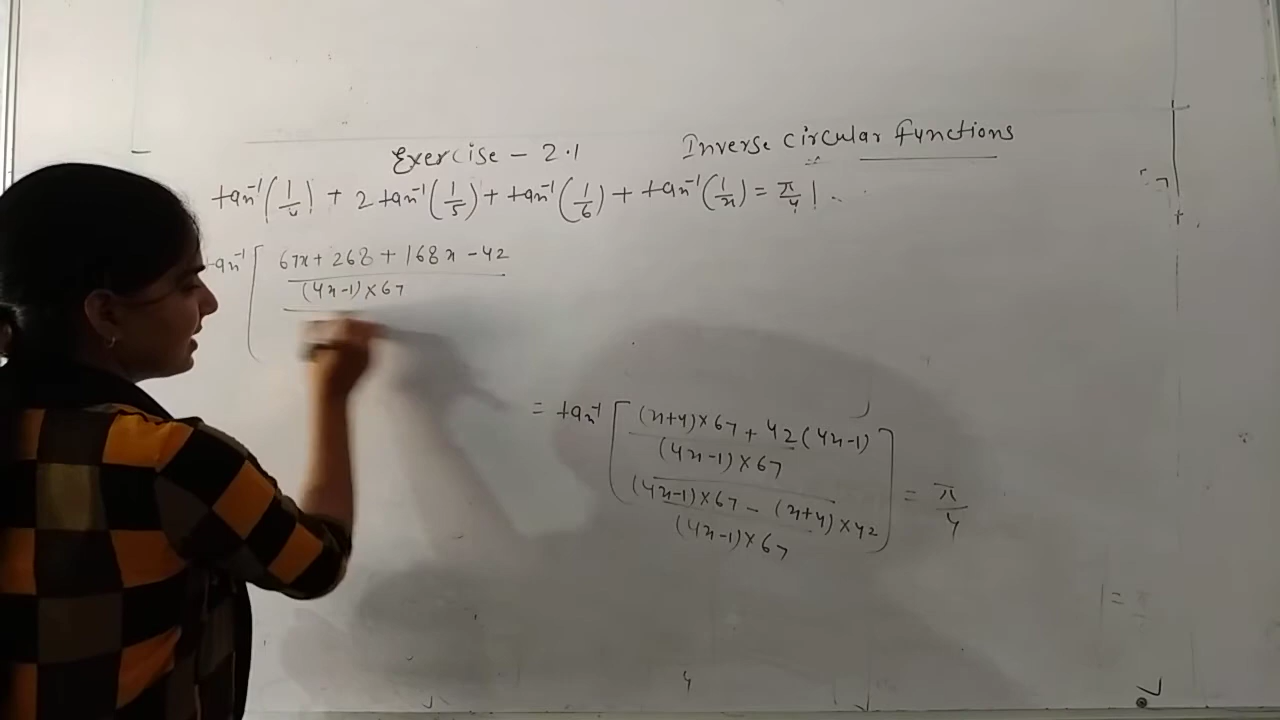 Exercise - 2.1 Inverse circular functions
tan⁻¹(1/4) + 2 tan⁻¹(1/5) + tan⁻¹(1/6) + tan⁻¹(1/x) = π/4
tan⁻¹[ 67x + 268 + 168x - 42
(4x-1)×67
= tan⁻¹[ (x+4)×67 + 42(4x-1)
(4x-1)×67
(4x-1)×67 - (x+4)×42
(4x-1)×67 ] = π/4